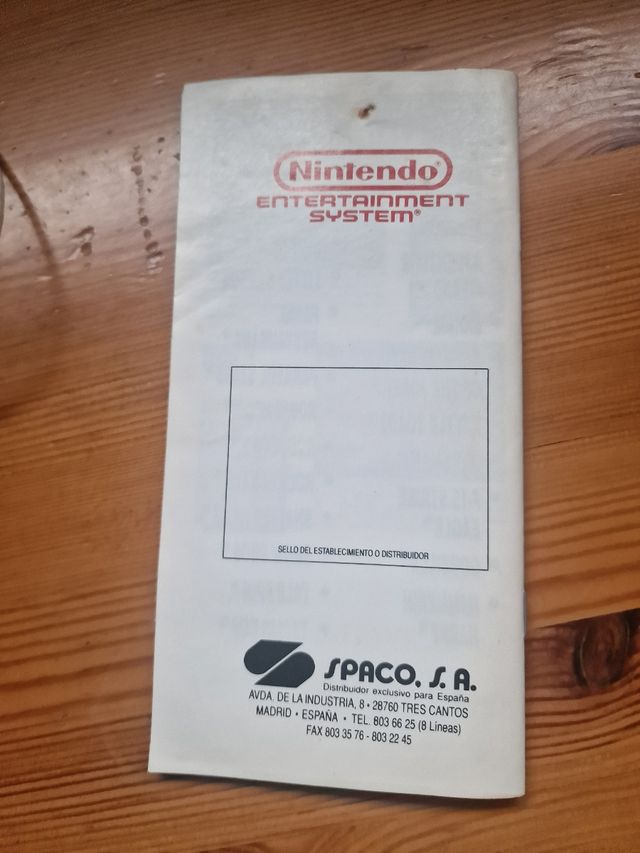 Nintendo®
ENTERTAINMENT
SYSTEM®
SELLO DEL ESTABLECIMIENTO O DISTRIBUIDOR
SPACO, S.A.
Distribuidor exclusivo para España
AVDA. DE LA INDUSTRIA, 8 • 28760 TRES CANTOS
MADRID • ESPAÑA • TEL. 803 66 25 (8 Lineas)
FAX 803 35 76 - 803 22 45